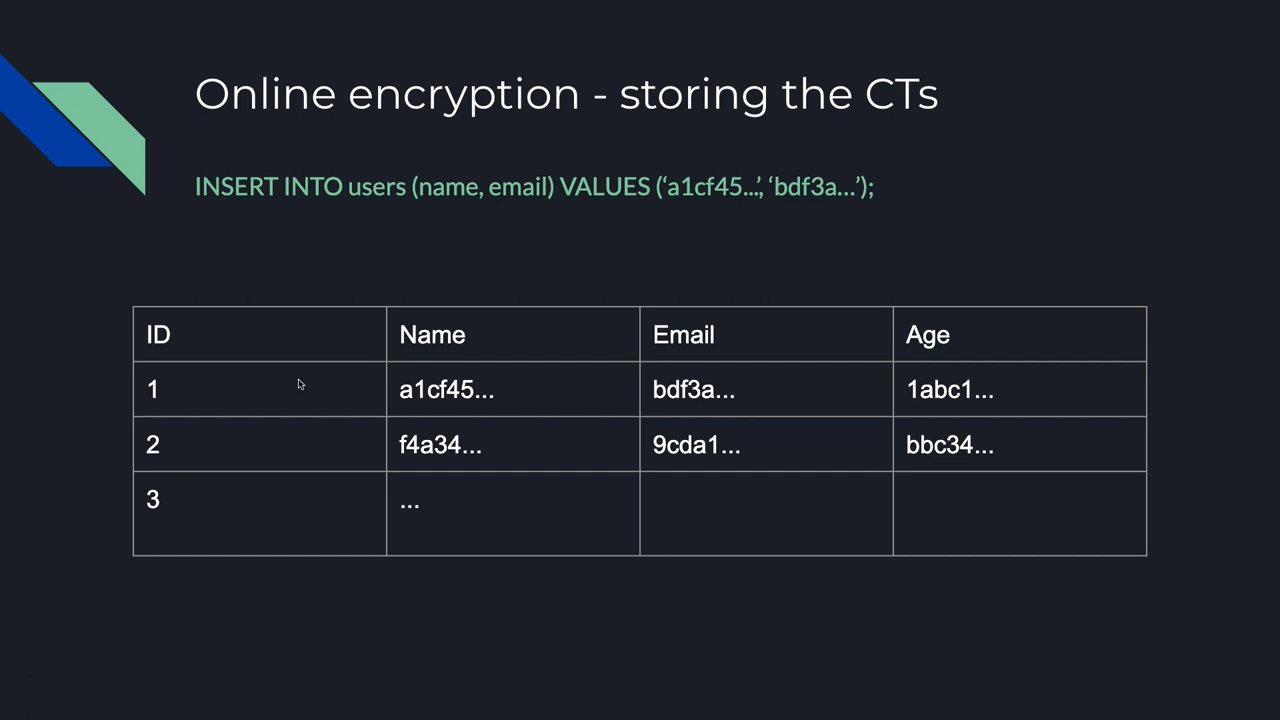 Online encryption - storing the CTs
INSERT INTO users (name, email) VALUES (‘a1cf45...’, ‘bdf3a...’);
ID Name Email Age
1 a1cf45... bdf3a... 1abc1...
2 f4a34... 9cda1... bbc34...
3 ...